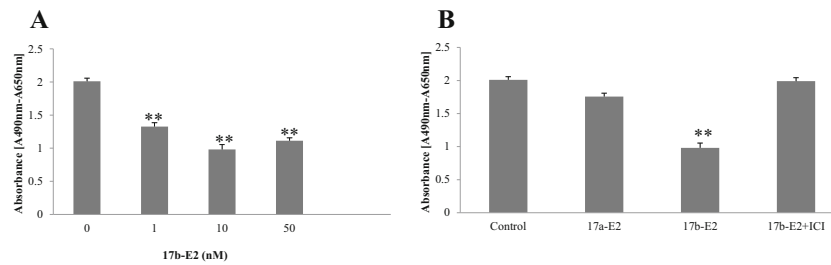 A
Absorbance [A490nm-A650nm]
2.5
2
1.5
1
0.5
0
**
**
**
0 1 10 50
17b-E2 (nM)
B
Absorbance [A490nm-A650nm]
2.5
2
1.5
1
0.5
0
**
Control 17a-E2 17b-E2 17b-E2+ICI